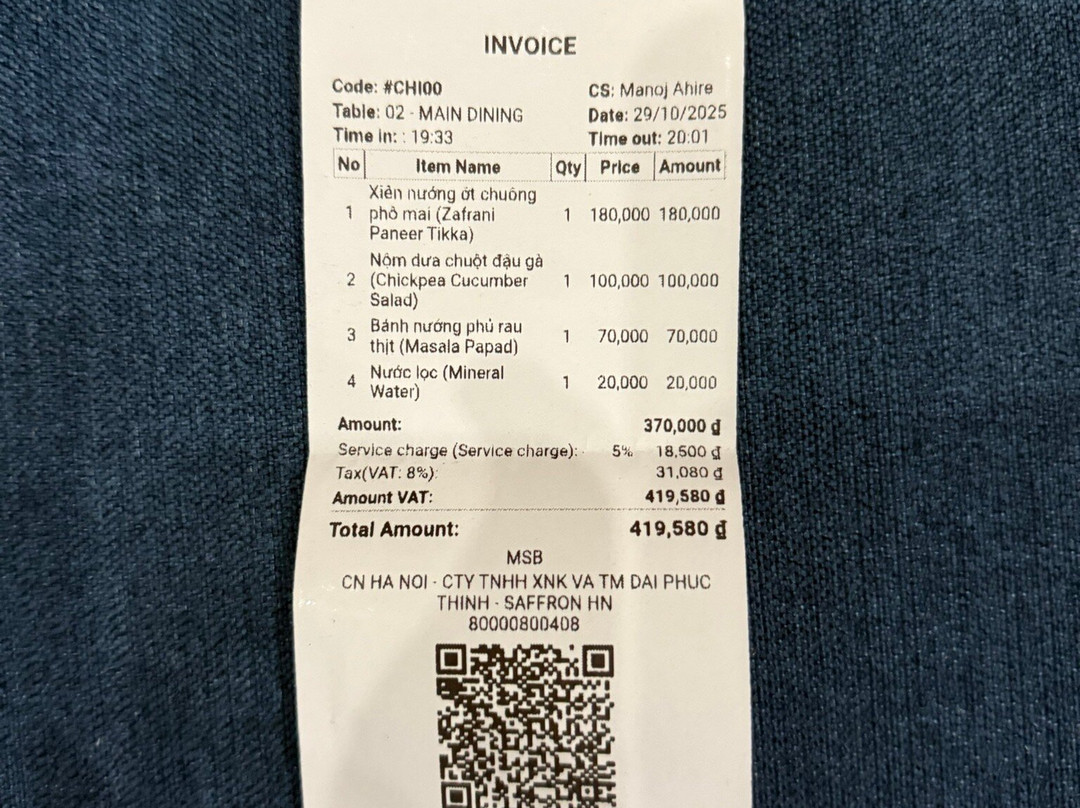 INVOICE
Code: #CHI00 CS: Manoj Ahire
Table: 02 - MAIN DINING Date: 29/10/2025
Time in: : 19:33 Time out: 20:01
No Item Name Qty Price Amount
Xiên nướng ớt chuông
1 phô mai (Zafrani 1 180,000 180,000
Paneer Tikka)
Nộm dưa chuột đậu gà
2 (Chickpea Cucumber 1 100,000 100,000
Salad)
3 Bánh nướng phủ rau 1 70,000 70,000
thịt (Masala Papad)
4 Nước lọc (Mineral 1 20,000 20,000
Water)
Amount: 370,000 ₫
Service charge (Service charge): 5% 18,500 ₫
Tax(VAT: 8%): 31,080 ₫
Amount VAT: 419,580 ₫
Total Amount: 419,580 ₫
MSB
CN HA NOI - CTY TNHH XNK VA TM DAI PHUC
THINH - SAFFRON HN
80000800408